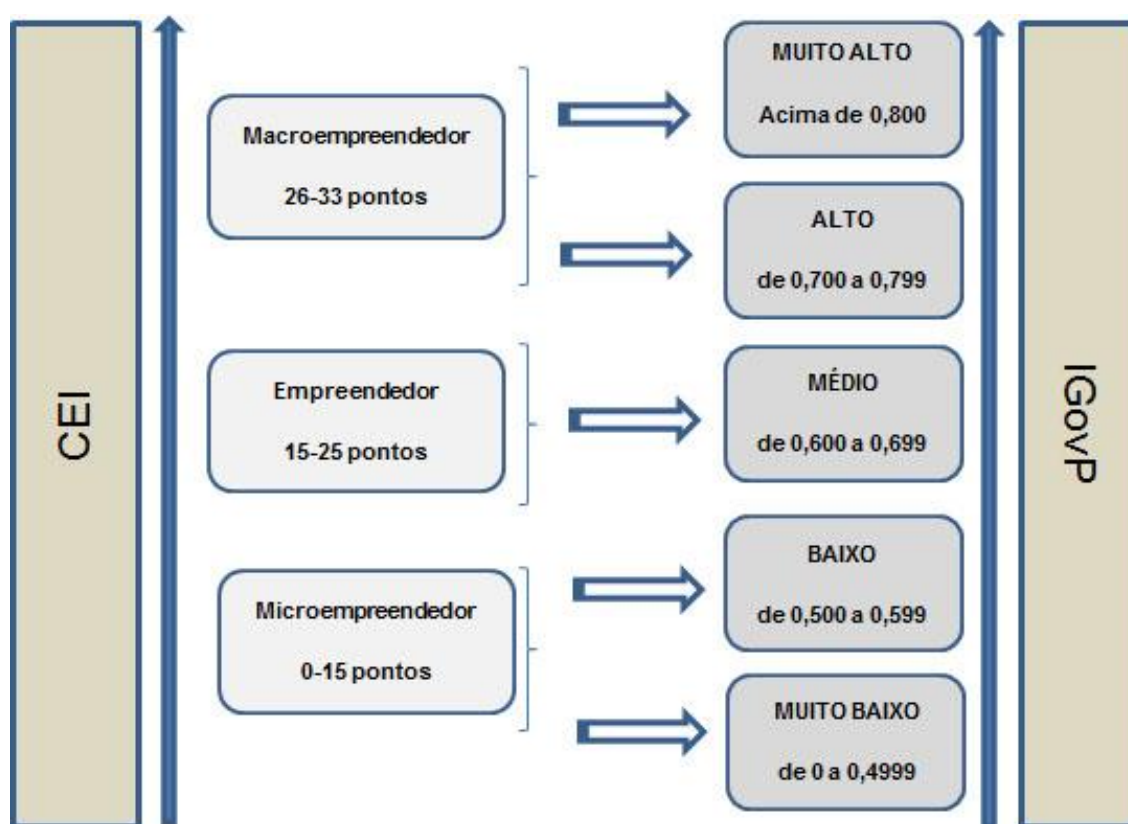 CEI
Macroempreendedor
26-33 pontos
Empreendedor
15-25 pontos
Microempreendedor
0-15 pontos
MUITO ALTO
Acima de 0,800
ALTO
de 0,700 a 0,799
MÉDIO
de 0,600 a 0,699
BAIXO
de 0,500 a 0,599
MUITO BAIXO
de 0 a 0,4999
IGovP